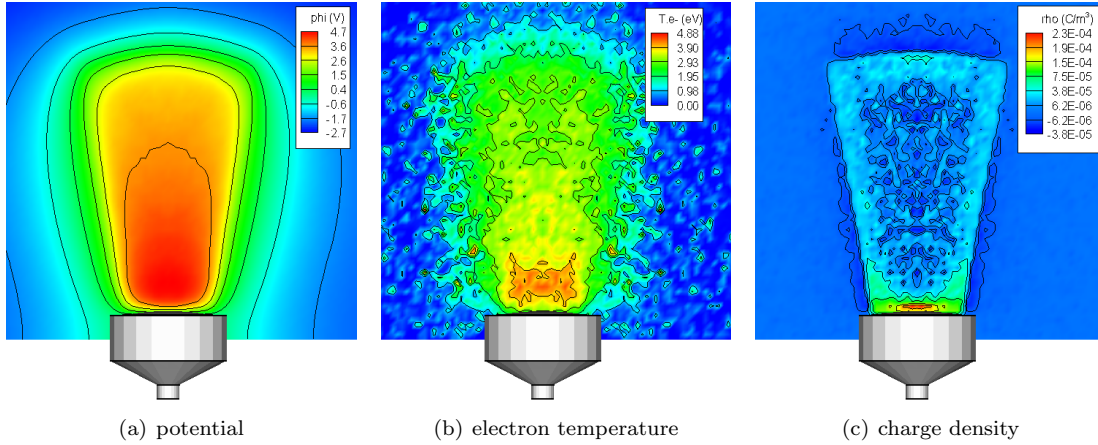 phi (V)
4.7
3.6
2.6
1.5
0.4
-0.6
-1.7
-2.7
T.e- (eV)
4.88
3.90
2.93
1.95
0.98
0.00
rho (C/m³)
2.3E-04
1.9E-04
1.1E-04
7.5E-05
3.8E-05
6.2E-06
-6.2E-06
-3.8E-05
(a) potential
(b) electron temperature
(c) charge density